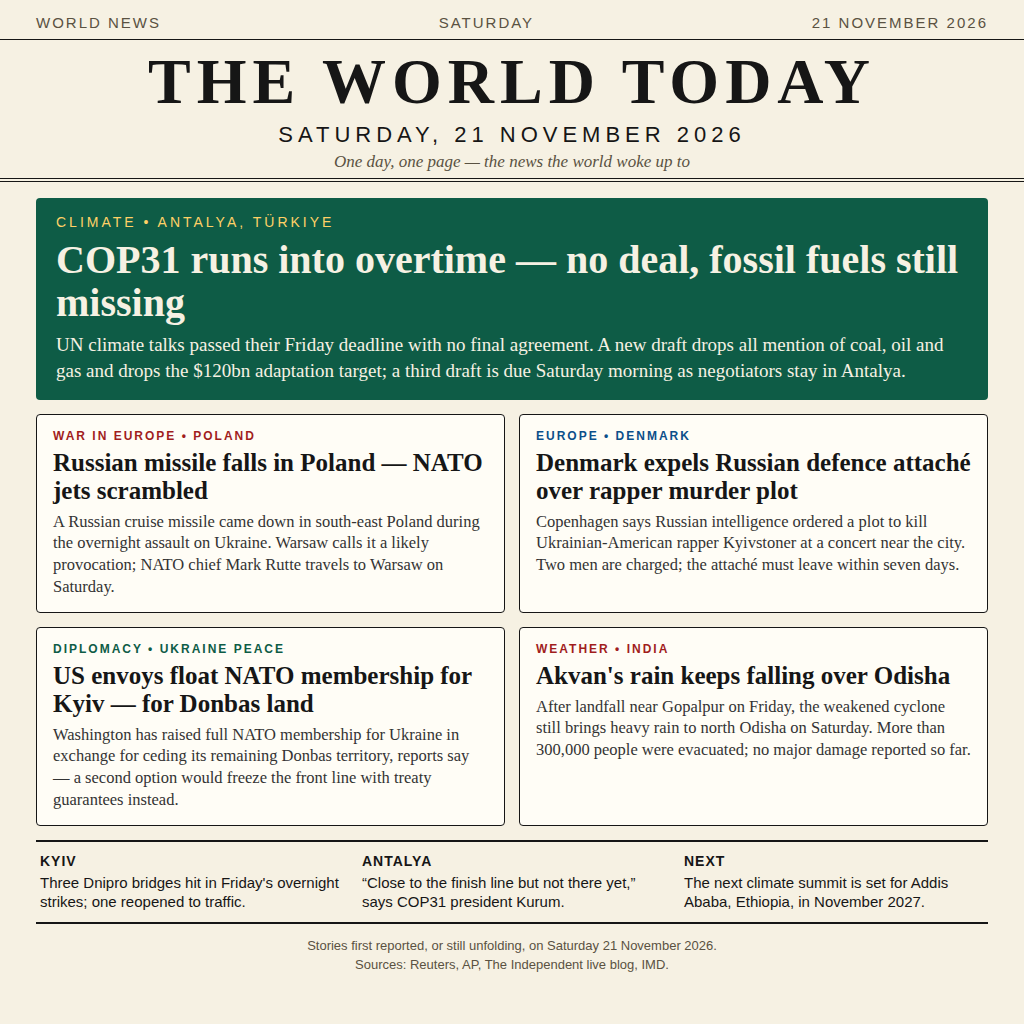 WORLD NEWS SATURDAY 21 NOVEMBER 2026
THE WORLD TODAY
SATURDAY, 21 NOVEMBER 2026
One day, one page — the news the world woke up to
CLIMATE • ANTALYA, TÜRKIYE
COP31 runs into overtime — no deal, fossil fuels still
missing
UN climate talks passed their Friday deadline with no final agreement. A new draft drops all mention of coal, oil and
gas and drops the $120bn adaptation target; a third draft is due Saturday morning as negotiators stay in Antalya.
WAR IN EUROPE • POLAND
Russian missile falls in Poland — NATO
jets scrambled
A Russian cruise missile came down in south-east Poland during
the overnight assault on Ukraine. Warsaw calls it a likely
provocation; NATO chief Mark Rutte travels to Warsaw on
Saturday.
EUROPE • DENMARK
Denmark expels Russian defence attaché
over rapper murder plot
Copenhagen says Russian intelligence ordered a plot to kill
Ukrainian-American rapper Kyivstoner at a concert near the city.
Two men are charged; the attaché must leave within seven days.
DIPLOMACY • UKRAINE PEACE
US envoys float NATO membership for
Kyiv — for Donbas land
Washington has raised full NATO membership for Ukraine in
exchange for ceding its remaining Donbas territory, reports say
— a second option would freeze the front line with treaty
guarantees instead.
WEATHER • INDIA
Akvan's rain keeps falling over Odisha
After landfall near Gopalpur on Friday, the weakened cyclone
still brings heavy rain to north Odisha on Saturday. More than
300,000 people were evacuated; no major damage reported so far.
KYIV
Three Dnipro bridges hit in Friday's overnight
strikes; one reopened to traffic.
ANTALYA
“Close to the finish line but not there yet,”
says COP31 president Kurum.
NEXT
The next climate summit is set for Addis
Ababa, Ethiopia, in November 2027.
Stories first reported, or still unfolding, on Saturday 21 November 2026.
Sources: Reuters, AP, The Independent live blog, IMD.